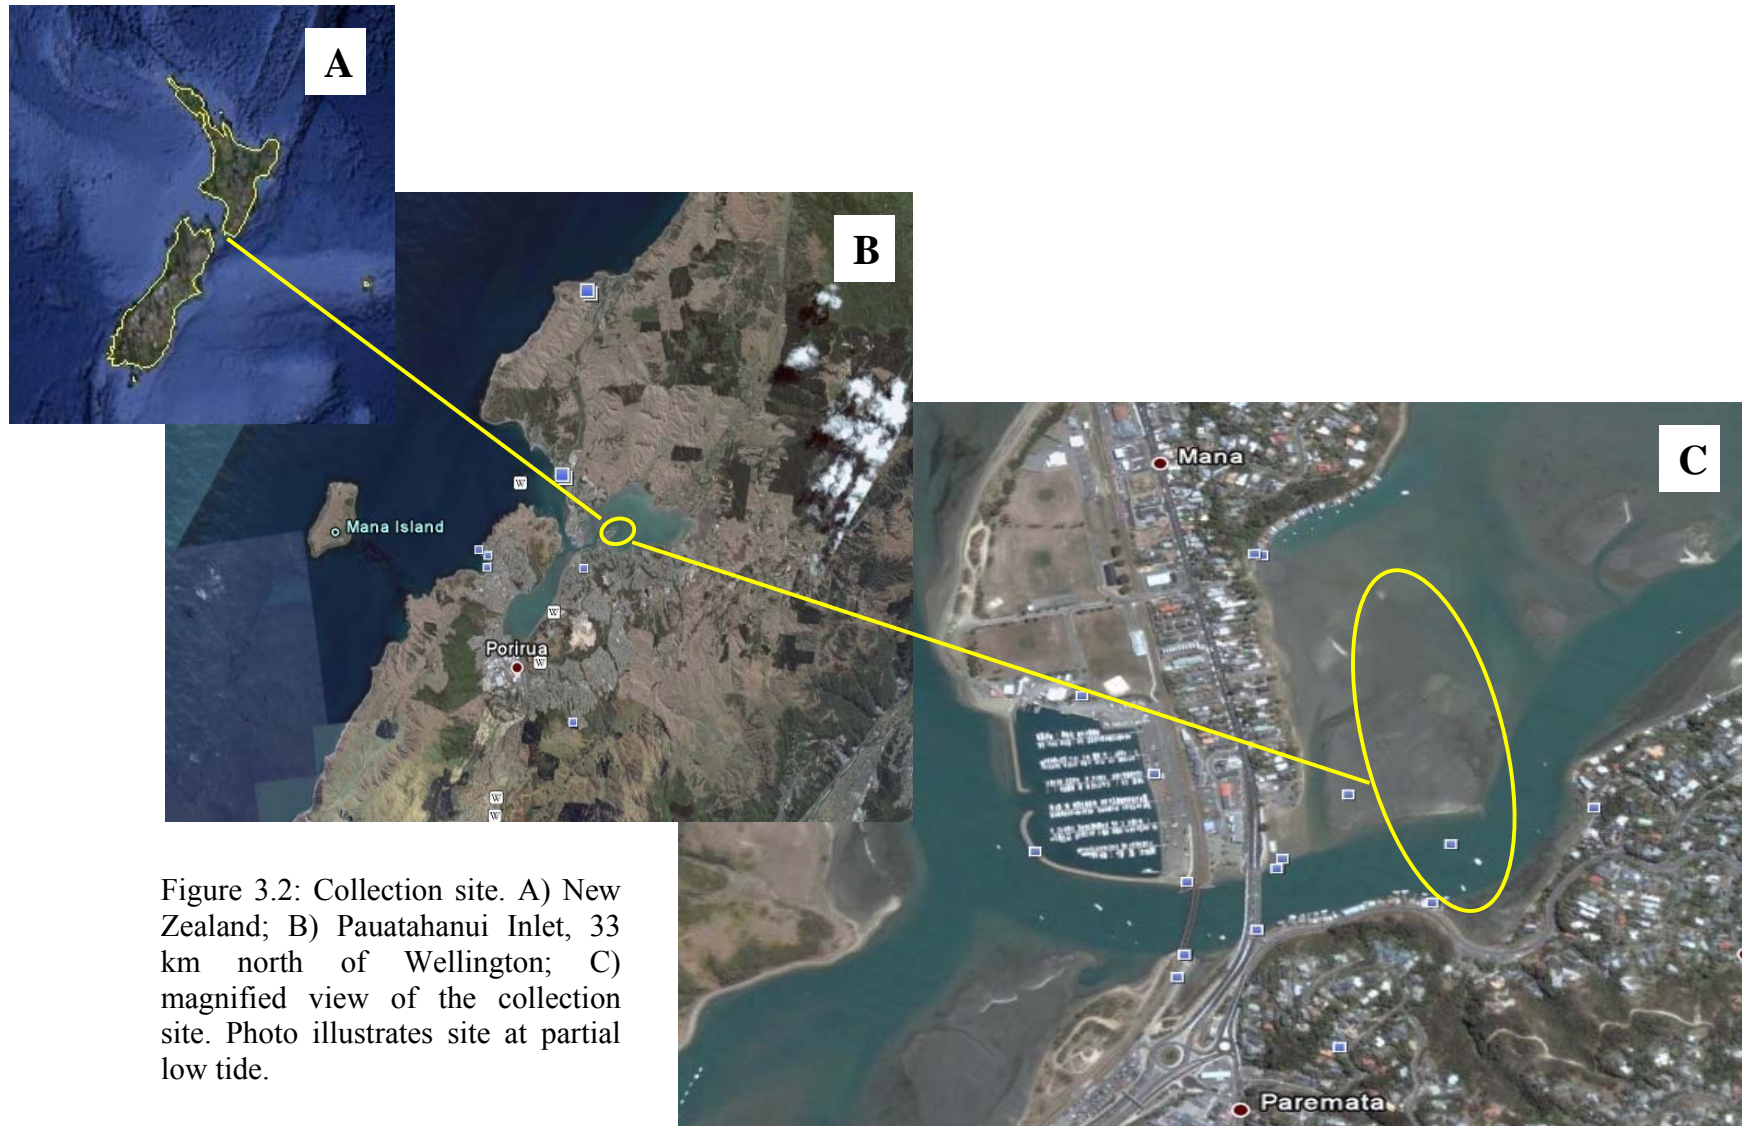 A
B
Mana Island
Porirua
W
W
W
W
W
C
Mana
Paremata
Figure 3.2: Collection site. A) New
Zealand; B) Pauatahanui Inlet, 33
km north of Wellington; C)
magnified view of the collection
site. Photo illustrates site at partial
low tide.